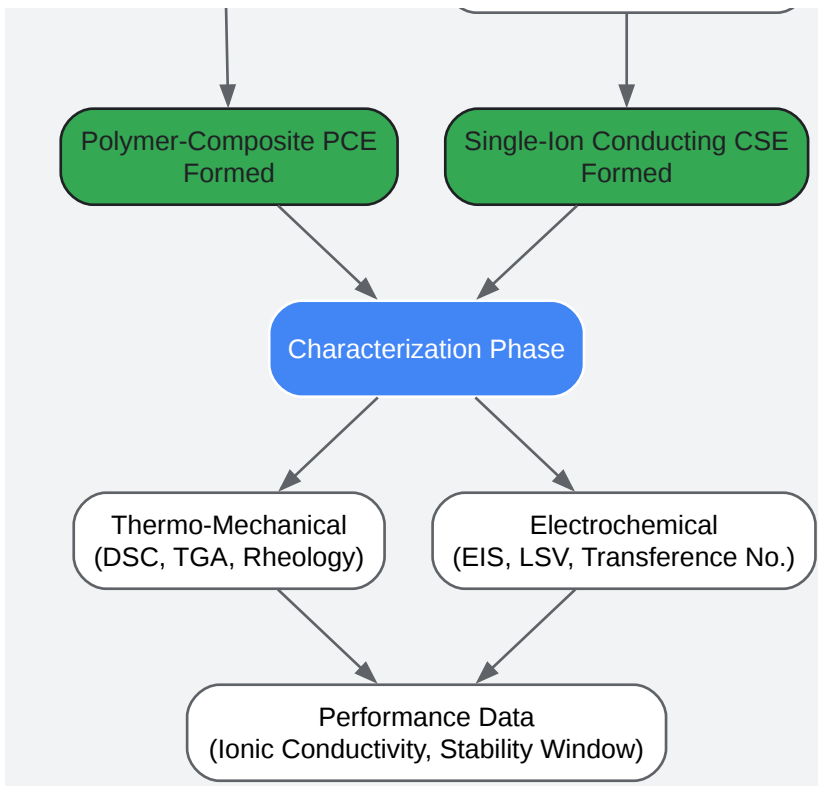 Polymer-Composite PCE
Formed
Single-Ion Conducting CSE
Formed
Characterization Phase
Thermo-Mechanical
(DSC, TGA, Rheology)
Electrochemical
(EIS, LSV, Transference No.)
Performance Data
(Ionic Conductivity, Stability Window)